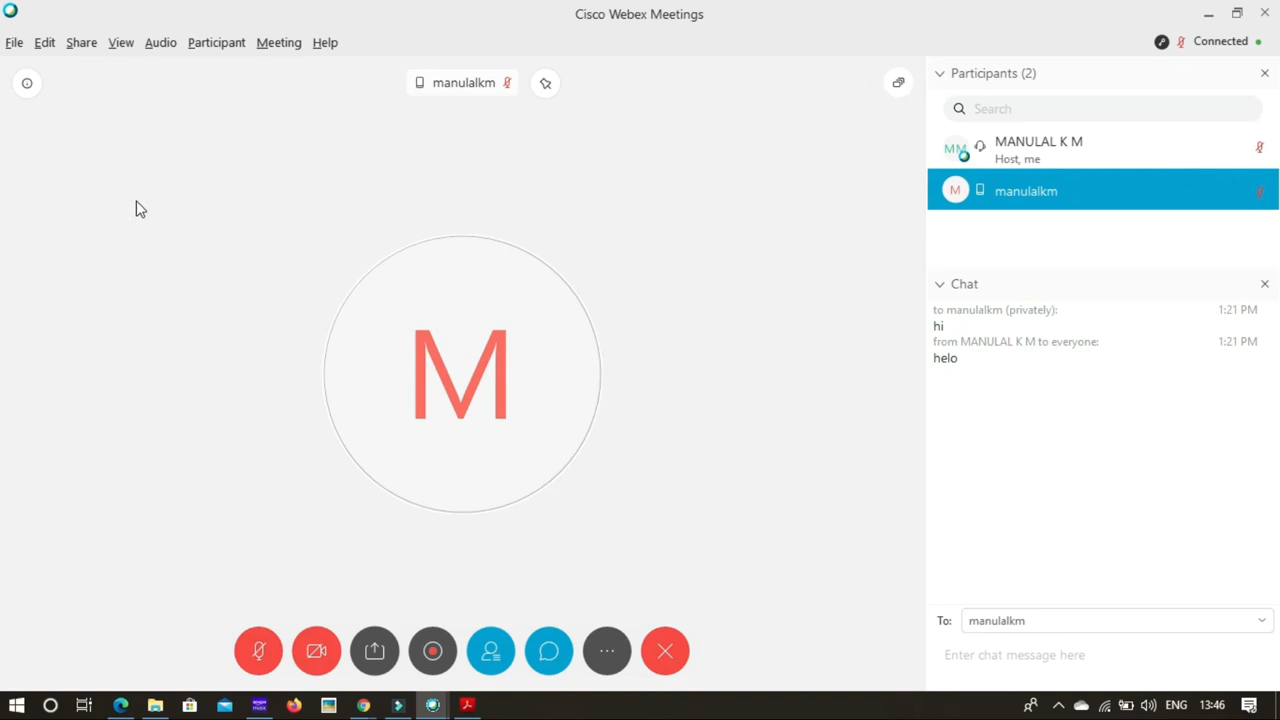 Cisco Webex Meetings
File Edit Share View Audio Participant Meeting Help
Connected
manulalkm
Participants (2)
Search
MM
MANULAL K M
Host, me
M
manulalkm
M
Chat
to manulalkm (privately): 1:21 PM
hi
from MANULAL K M to everyone: 1:21 PM
helo
To: manulalkm
Enter chat message here
ENG 13:46